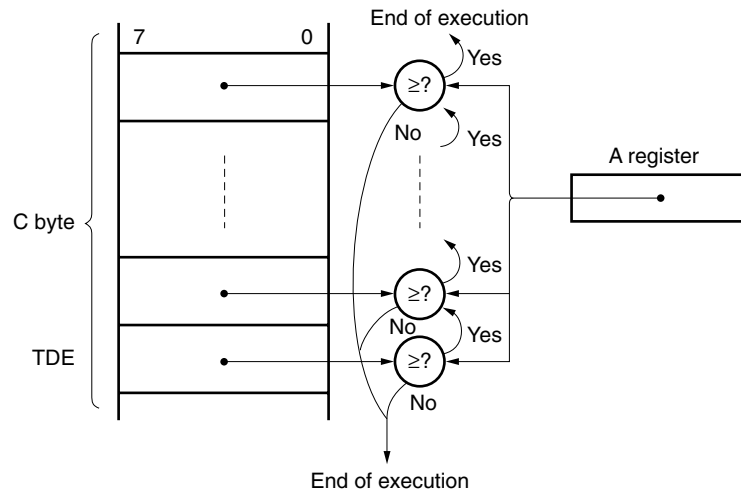 End of execution
7 0
Yes
≥?
No
Yes
A register
C byte
Yes
≥?
No
Yes
TDE
≥?
No
End of execution